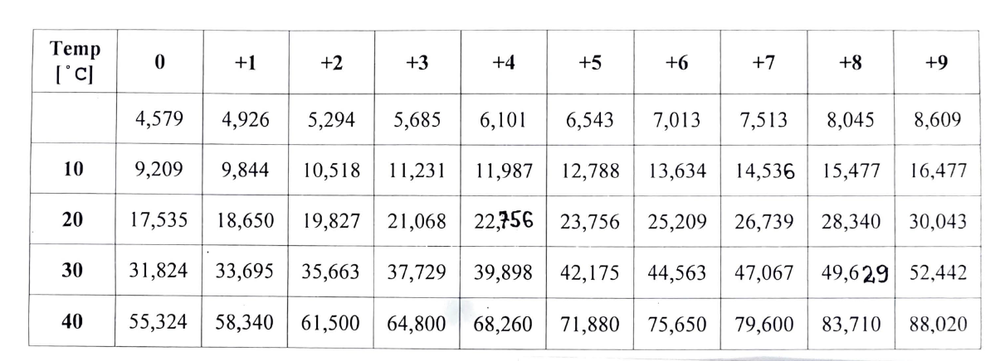 Temp [°C] 0 +1 +2 +3 +4 +5 +6 +7 +8 +9
4,579 4,926 5,294 5,685 6,101 6,543 7,013 7,513 8,045 8,609
10 9,209 9,844 10,518 11,231 11,987 12,788 13,634 14,536 15,477 16,477
20 17,535 18,650 19,827 21,068 22,756 23,756 25,209 26,739 28,340 30,043
30 31,824 33,695 35,663 37,729 39,898 42,175 44,563 47,067 49,629 52,442
40 55,324 58,340 61,500 64,800 68,260 71,880 75,650 79,600 83,710 88,020